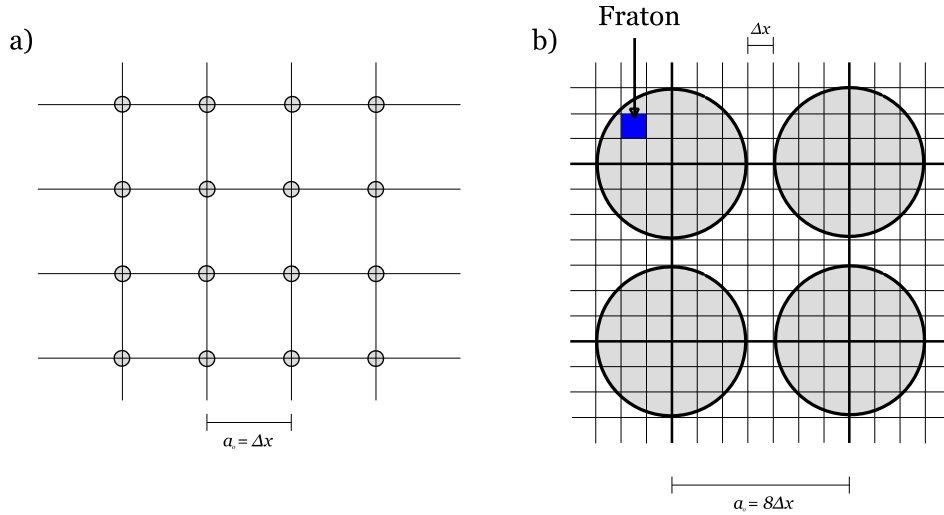 a)
b)
Fraton
Δx
a₀ = Δx
a₀ = 8Δx